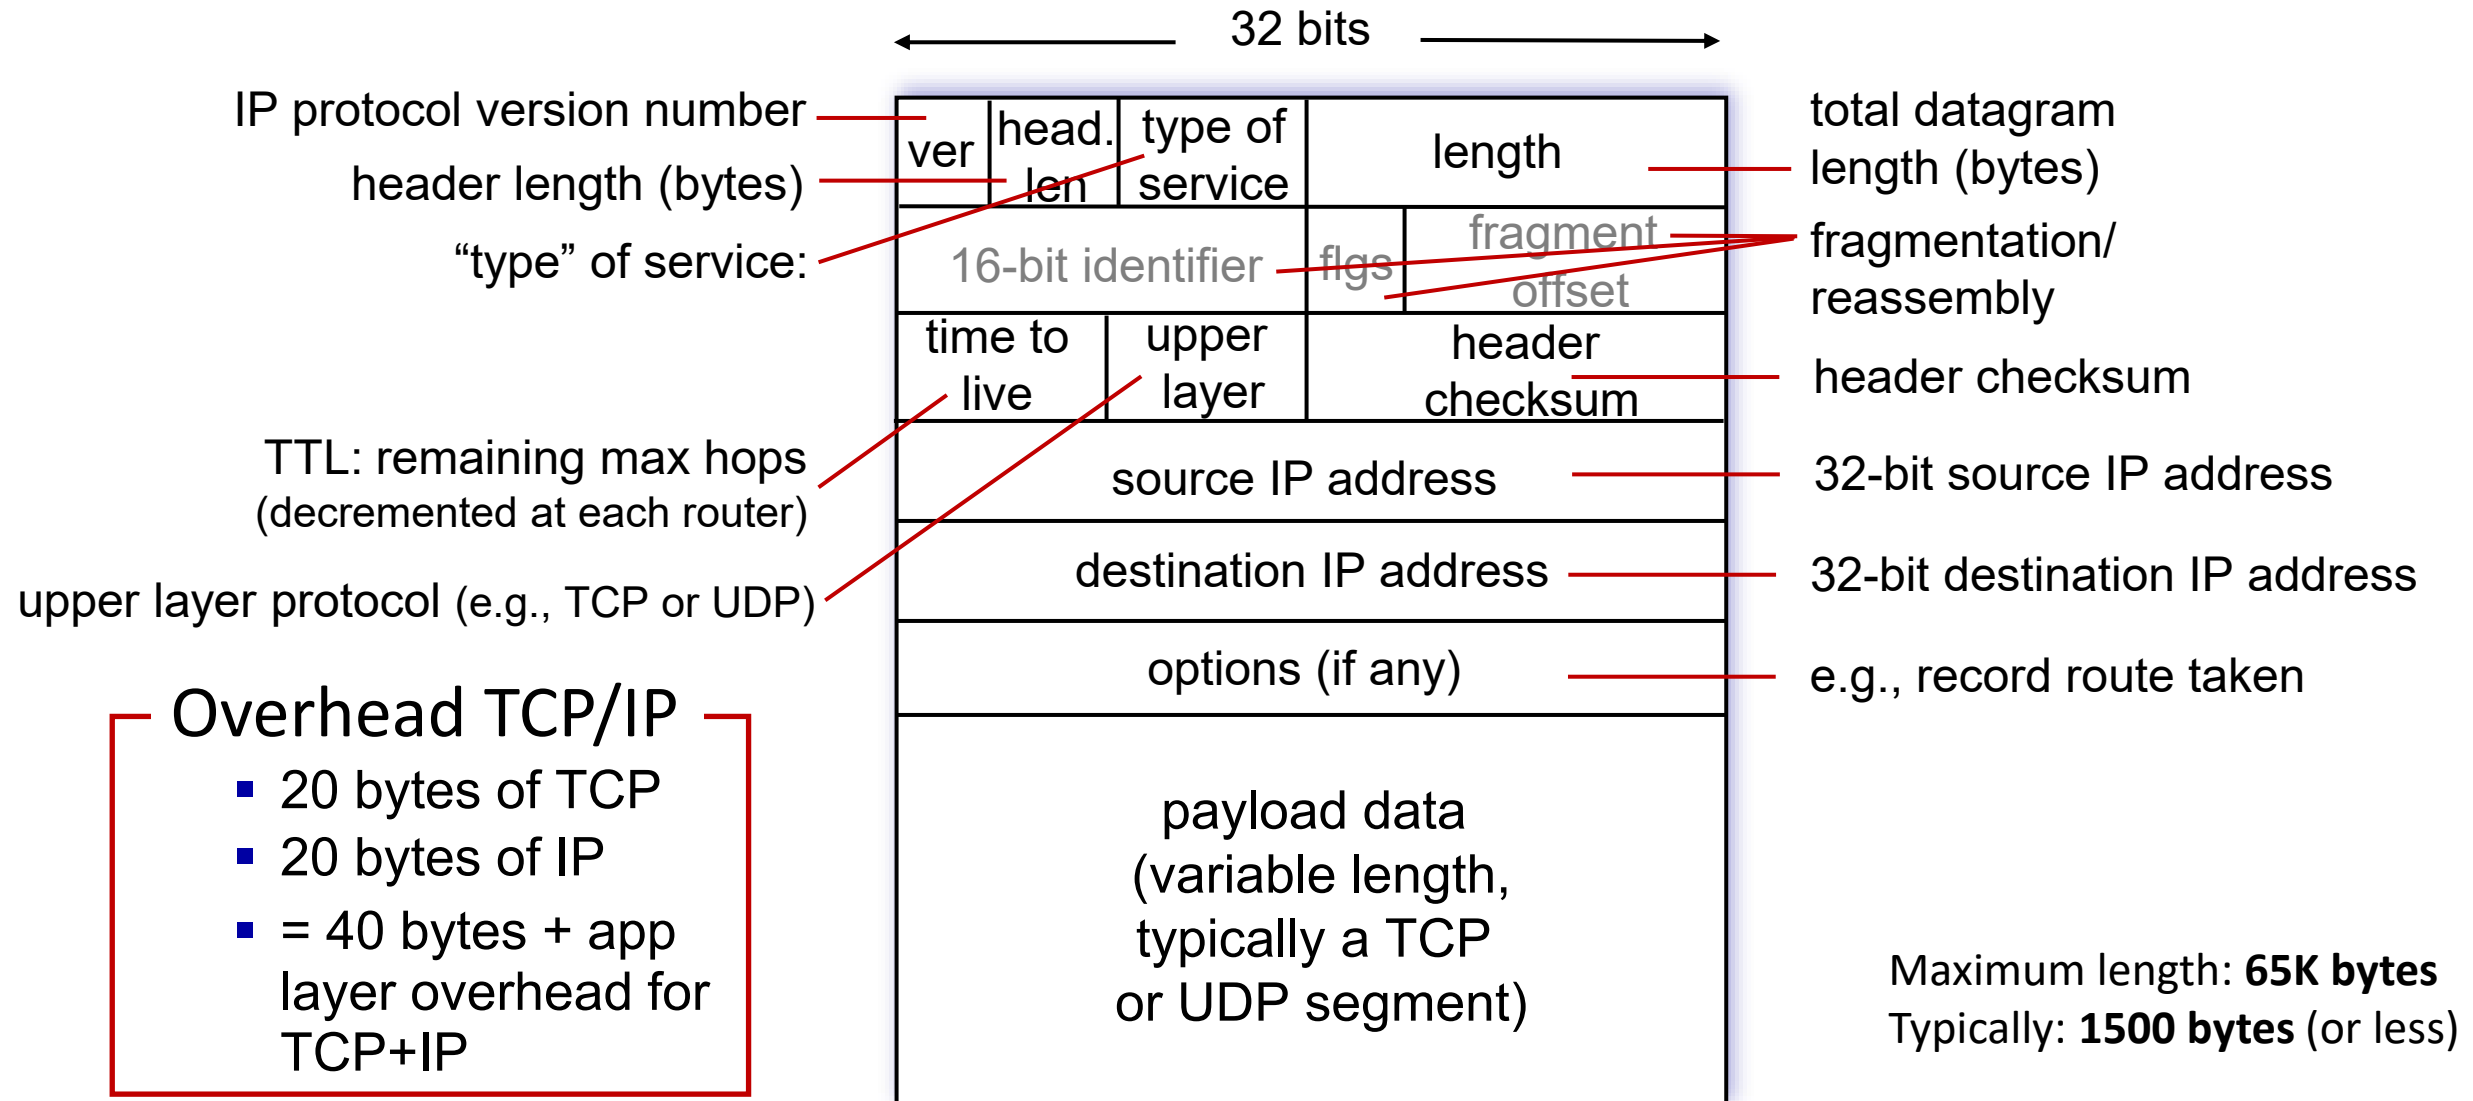 32 bits
IP protocol version number
header length (bytes)
“type” of service:
TTL: remaining max hops
(decremented at each router)
upper layer protocol (e.g., TCP or UDP)
ver
head.
len
type of
service
length
16-bit identifier
flgs
fragment
offset
time to
live
upper
layer
header
checksum
source IP address
destination IP address
options (if any)
payload data
(variable length,
typically a TCP
or UDP segment)
total datagram
length (bytes)
fragmentation/
reassembly
header checksum
32-bit source IP address
32-bit destination IP address
e.g., record route taken
Overhead TCP/IP
▪ 20 bytes of TCP
▪ 20 bytes of IP
▪ = 40 bytes + app
layer overhead for
TCP+IP
Maximum length: 65K bytes
Typically: 1500 bytes (or less)